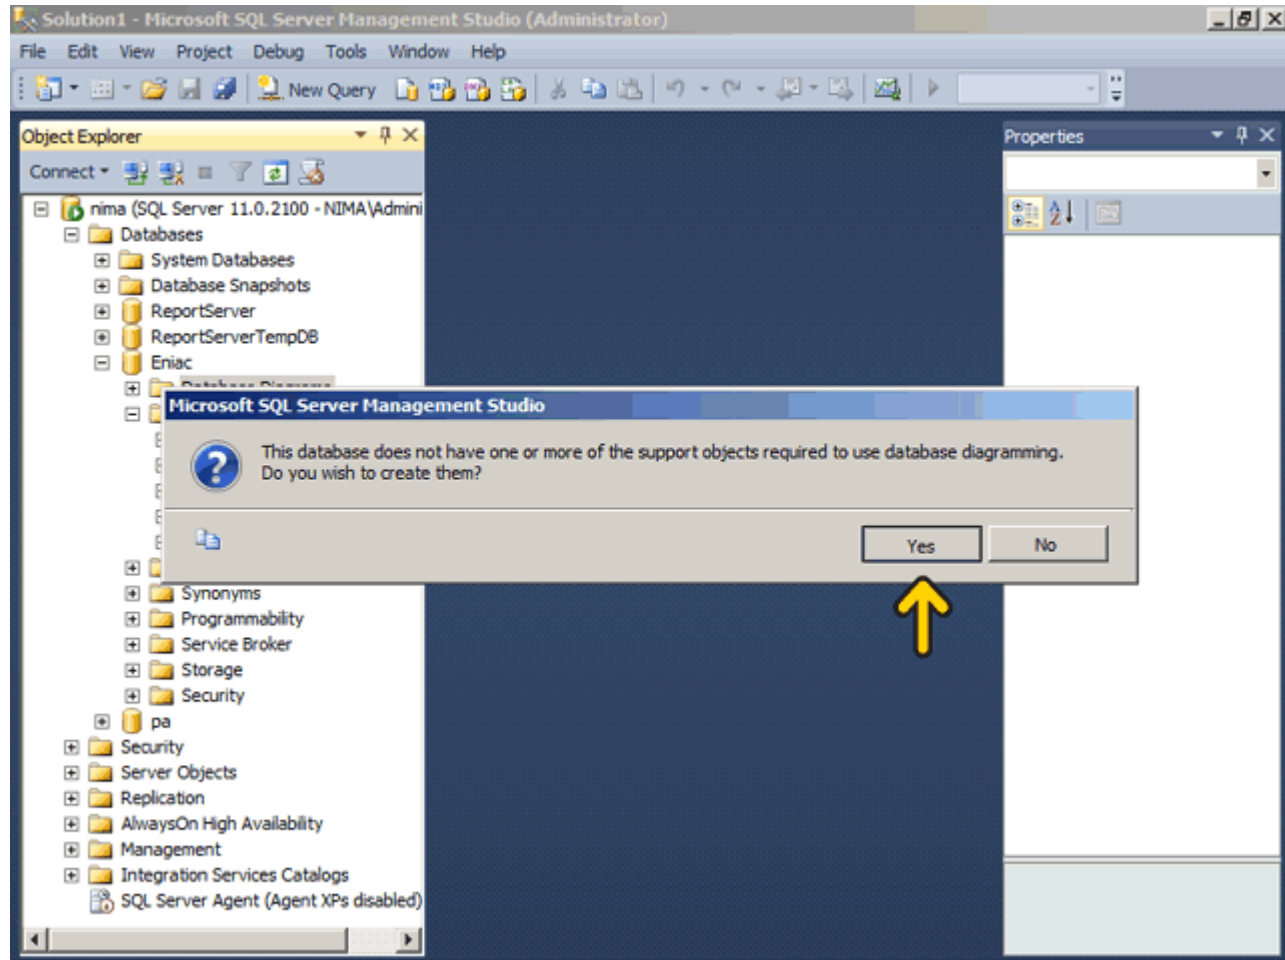 Solution1 - Microsoft SQL Server Management Studio (Administrator)
File Edit View Project Debug Tools Window Help
New Query
Object Explorer
Connect
nima (SQL Server 11.0.2100 - NIMA\Admini
Databases
System Databases
Database Snapshots
ReportServer
ReportServerTempDB
Eniac
Database Diagrams
Microsoft SQL Server Management Studio
This database does not have one or more of the support objects required to use database diagramming.
Do you wish to create them?
Yes No
Synonyms
Programmability
Service Broker
Storage
Security
pa
Security
Server Objects
Replication
AlwaysOn High Availability
Management
Integration Services Catalogs
SQL Server Agent (Agent XPs disabled)
Properties